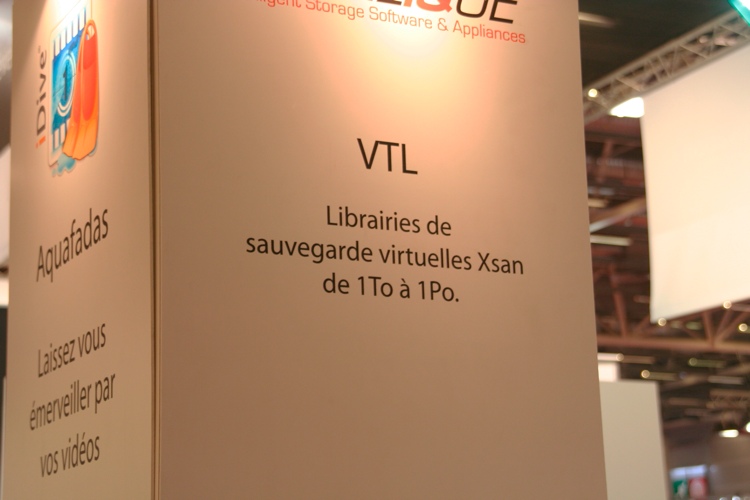 iDive
Aquafadas
Laissez vous
émerveiller par
vos vidéos
Storage Software & Appliances
VTL
Librairies de
sauvegarde virtuelles Xsan
de 1To à 1Po.